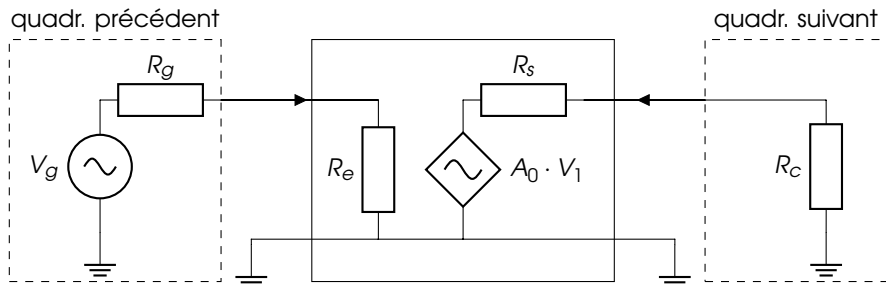 quadr. précédent
quadr. suivant
R_g
R_s
V_g
R_e
A_0 · V_1
R_c